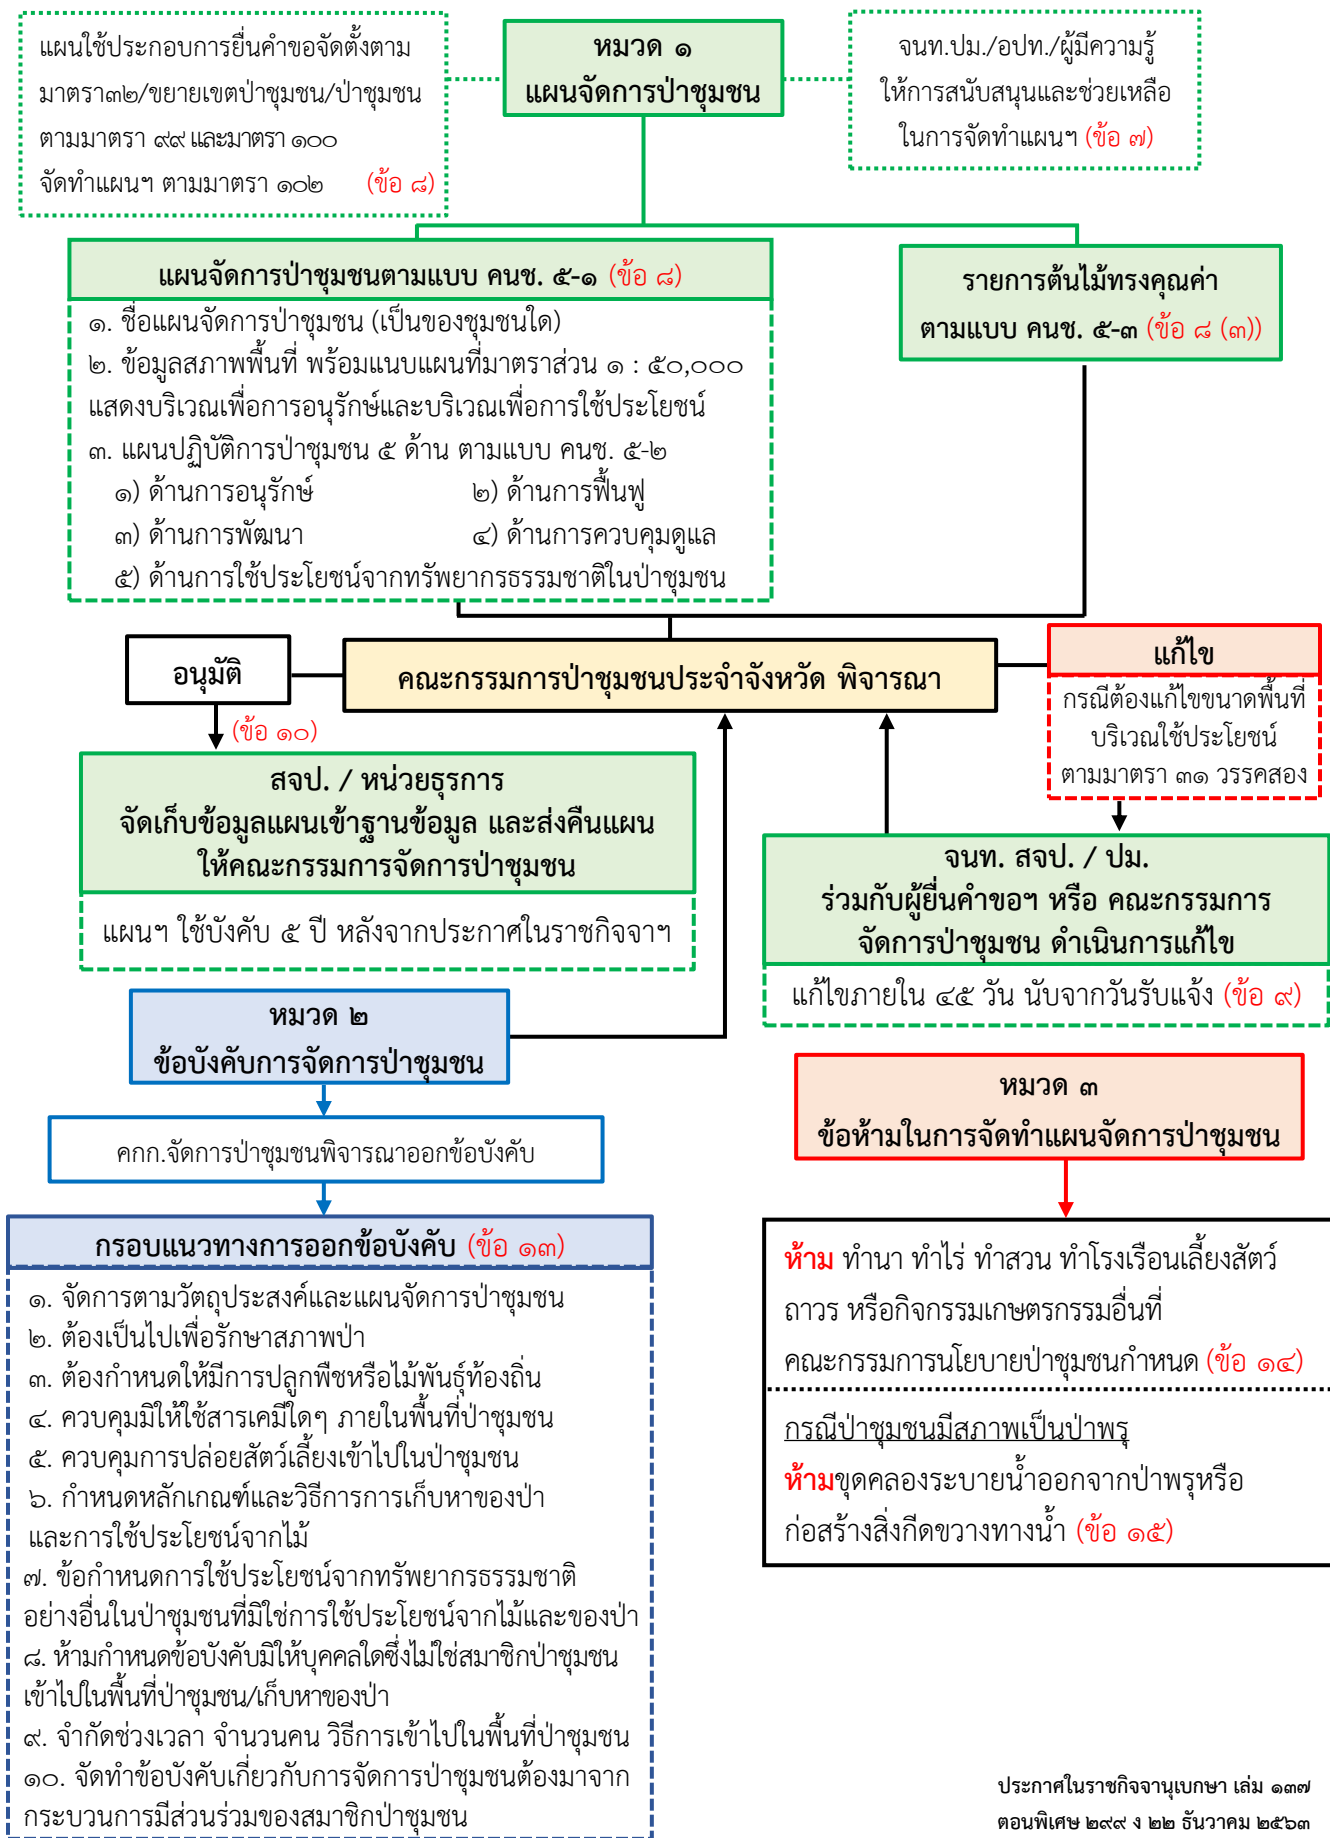 แผนใช้ประกอบการยื่นคำขอจัดตั้งตาม
มาตรา๓๒/ขยายเขตป่าชุมชน/ป่าชุมชน
ตามมาตรา ๙๙ และมาตรา ๑๐๐
จัดทำแผนฯ ตามมาตรา ๑๐๒ (ข้อ ๘)
หมวด ๑
แผนจัดการป่าชุมชน
จนท.ปม./อปท./ผู้มีความรู้
ให้การสนับสนุนและช่วยเหลือ
ในการจัดทำแผนฯ (ข้อ ๗)
แผนจัดการป่าชุมชนตามแบบ คนช. ๕-๑ (ข้อ ๘)
๑. ชื่อแผนจัดการป่าชุมชน (เป็นของชุมชนใด)
๒. ข้อมูลสภาพพื้นที่ พร้อมแนบแผนที่มาตราส่วน ๑ : ๕๐,๐๐๐
แสดงบริเวณเพื่อการอนุรักษ์และบริเวณเพื่อการใช้ประโยชน์
๓. แผนปฏิบัติการป่าชุมชน ๕ ด้าน ตามแบบ คนช. ๕-๒
๑) ด้านการอนุรักษ์ ๒) ด้านการฟื้นฟู
๓) ด้านการพัฒนา ๔) ด้านการควบคุมดูแล
๕) ด้านการใช้ประโยชน์จากทรัพยากรธรรมชาติในป่าชุมชน
รายการต้นไม้ทรงคุณค่า
ตามแบบ คนช. ๕-๓ (ข้อ ๘ (๓))
อนุมัติ
คณะกรรมการป่าชุมชนประจำจังหวัด พิจารณา
แก้ไข
กรณีต้องแก้ไขขนาดพื้นที่
บริเวณใช้ประโยชน์
ตามมาตรา ๓๑ วรรคสอง
(ข้อ ๑๐)
สจป. / หน่วยธุรการ
จัดเก็บข้อมูลแผนเข้าฐานข้อมูล และส่งคืนแผน
ให้คณะกรรมการจัดการป่าชุมชน
แผนฯ ใช้บังคับ ๕ ปี หลังจากประกาศในราชกิจจาฯ
จนท. สจป. / ปม.
ร่วมกับผู้ยื่นคำขอฯ หรือ คณะกรรมการ
จัดการป่าชุมชน ดำเนินการแก้ไข
แก้ไขภายใน ๔๕ วัน นับจากวันรับแจ้ง (ข้อ ๙)
หมวด ๒
ข้อบังคับการจัดการป่าชุมชน
คกก.จัดการป่าชุมชนพิจารณาออกข้อบังคับ
กรอบแนวทางการออกข้อบังคับ (ข้อ ๑๓)
๑. จัดการตามวัตถุประสงค์และแผนจัดการป่าชุมชน
๒. ต้องเป็นไปเพื่อรักษาสภาพป่า
๓. ต้องกำหนดให้มีการปลูกพืชหรือไม้พันธุ์ท้องถิ่น
๔. ควบคุมมิให้ใช้สารเคมีใดๆ ภายในพื้นที่ป่าชุมชน
๕. ควบคุมการปล่อยสัตว์เลี้ยงเข้าไปในป่าชุมชน
๖. กำหนดหลักเกณฑ์และวิธีการการเก็บหาของป่า
และการใช้ประโยชน์จากไม้
๗. ข้อกำหนดการใช้ประโยชน์จากทรัพยากรธรรมชาติ
อย่างอื่นในป่าชุมชนที่มิใช่การใช้ประโยชน์จากไม้และของป่า
๘. ห้ามกำหนดข้อบังคับมิให้บุคคลใดซึ่งไม่ใช่สมาชิกป่าชุมชน
เข้าไปในพื้นที่ป่าชุมชน/เก็บหาของป่า
๙. จำกัดช่วงเวลา จำนวนคน วิธีการเข้าไปในพื้นที่ป่าชุมชน
๑๐. จัดทำข้อบังคับเกี่ยวกับการจัดการป่าชุมชนต้องมาจาก
กระบวนการมีส่วนร่วมของสมาชิกป่าชุมชน
หมวด ๓
ข้อห้ามในการจัดทำแผนจัดการป่าชุมชน
ห้าม ทำนา ทำไร่ ทำสวน ทำโรงเรือนเลี้ยงสัตว์
ถาวร หรือกิจกรรมเกษตรกรรมอื่นที่
คณะกรรมการนโยบายป่าชุมชนกำหนด (ข้อ ๑๔)
กรณีป่าชุมชนมีสภาพเป็นป่าพรุ
ห้ามขุดคลองระบายน้ำออกจากป่าพรุหรือ
ก่อสร้างสิ่งกีดขวางทางน้ำ (ข้อ ๑๕)
ประกาศในราชกิจจานุเบกษา เล่ม ๑๓๗
ตอนพิเศษ ๒๙๙ ง ๒๒ ธันวาคม ๒๕๖๓